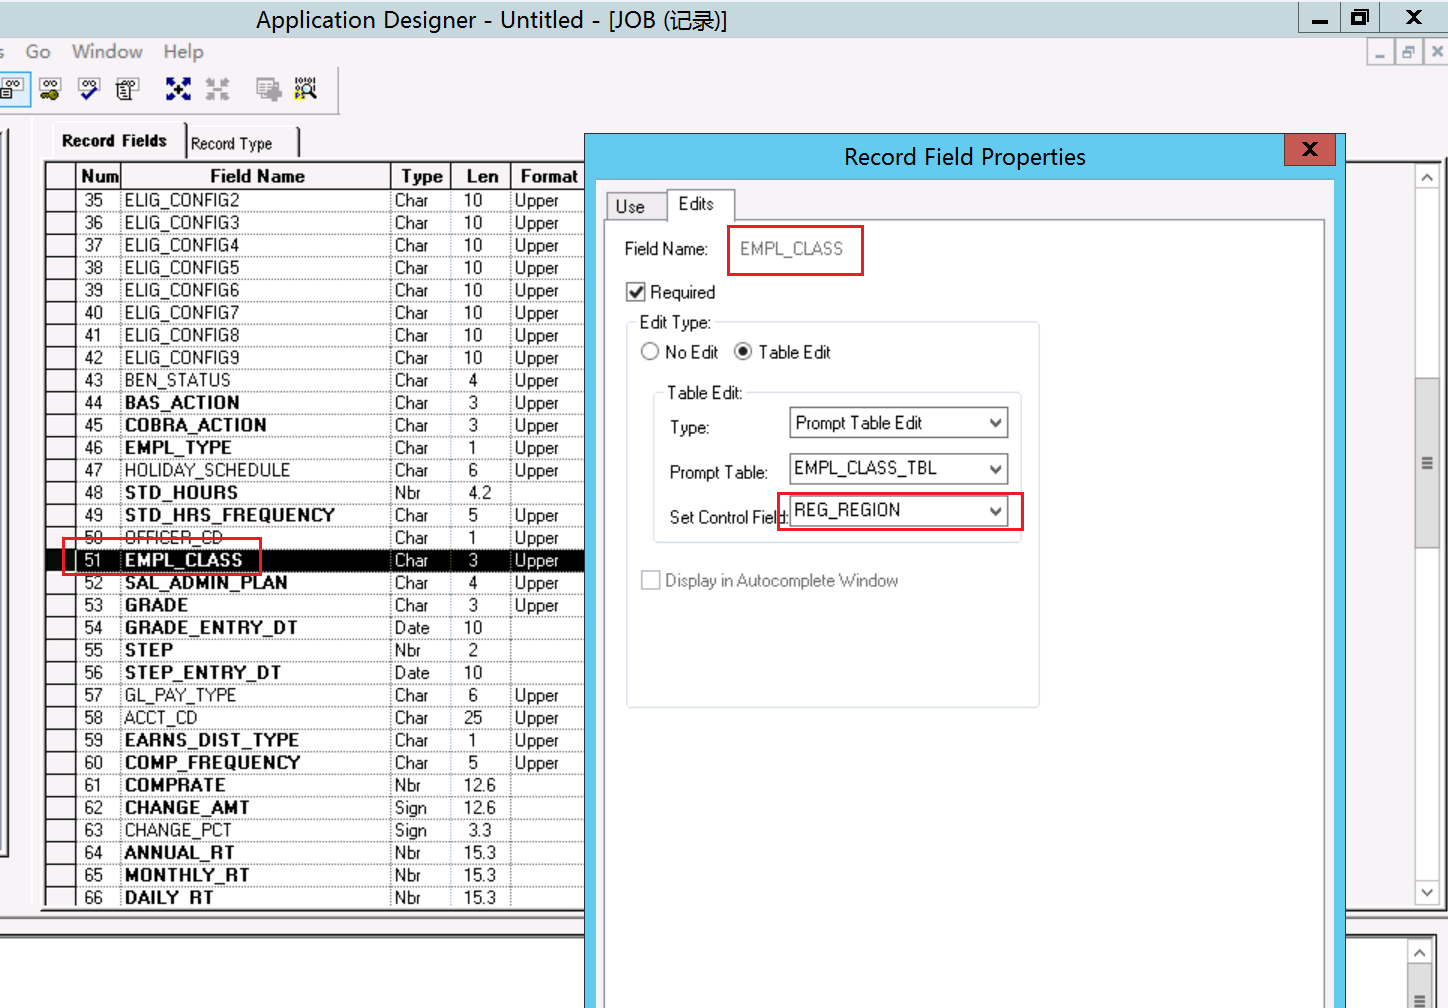 Application Designer - Untitled - [JOB (记录)]
s Go Window Help
Record Fields Record Type
Num Field Name Type Len Format
35 ELIG_CONFIG2 Char 10 Upper
36 ELIG_CONFIG3 Char 10 Upper
37 ELIG_CONFIG4 Char 10 Upper
38 ELIG_CONFIG5 Char 10 Upper
39 ELIG_CONFIG6 Char 10 Upper
40 ELIG_CONFIG7 Char 10 Upper
41 ELIG_CONFIG8 Char 10 Upper
42 ELIG_CONFIG9 Char 10 Upper
43 BEN_STATUS Char 4 Upper
44 BAS_ACTION Char 3 Upper
45 COBRA_ACTION Char 3 Upper
46 EMPL_TYPE Char 1 Upper
47 HOLIDAY_SCHEDULE Char 6 Upper
48 STD_HOURS Nbr 4.2
49 STD_HRS_FREQUENCY Char 5 Upper
50 OFFICER_CD Char 1 Upper
51 EMPL_CLASS Char 3 Upper
52 SAL_ADMIN_PLAN Char 4 Upper
53 GRADE Char 3 Upper
54 GRADE_ENTRY_DT Date 10
55 STEP Nbr 2
56 STEP_ENTRY_DT Date 10
57 GL_PAY_TYPE Char 6 Upper
58 ACCT_CD Char 25 Upper
59 EARNS_DIST_TYPE Char 1 Upper
60 COMP_FREQUENCY Char 5 Upper
61 COMPRATE Nbr 12.6
62 CHANGE_AMT Sign 12.6
63 CHANGE_PCT Sign 3.3
64 ANNUAL_RT Nbr 15.3
65 MONTHLY_RT Nbr 15.3
66 DAILY_RT Nbr 15.3
Record Field Properties
Use Edits
Field Name: EMPL_CLASS
Required
Edit Type:
No Edit Table Edit
Table Edit:
Type: Prompt Table Edit
Prompt Table: EMPL_CLASS_TBL
Set Control Field: REG_REGION
Display in Autocomplete Window